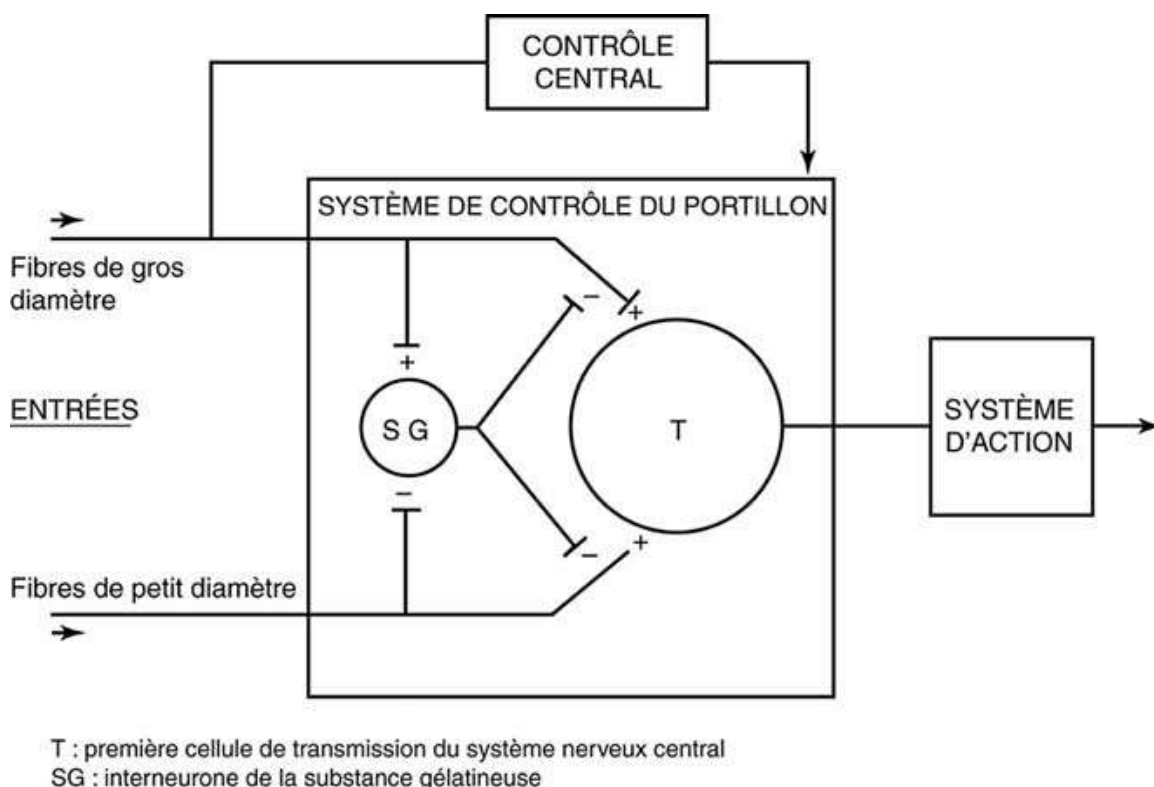 CONTRÔLE
CENTRAL
SYSTÈME DE CONTRÔLE DU PORTILLON
Fibres de gros
diamètre
–
+
+
ENTRÉES
S G
T
SYSTÈME
D'ACTION
–
+
–
Fibres de petit diamètre
T : première cellule de transmission du système nerveux central
SG : interneurone de la substance gélatineuse